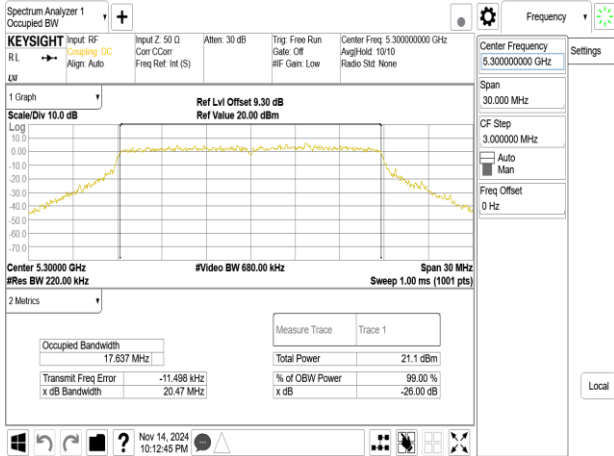 Spectrum Analyzer 1
Occupied BW
+
Frequency
KEYSIGHT
RL
LXI
Input: RF
Coupling: DC
Align: Auto
Input Z: 50 Ω
Corr CCorr
Freq Ref: Int (S)
Atten: 30 dB
Trig: Free Run
Gate: Off
#IF Gain: Low
Center Freq: 5.300000000 GHz
Avg|Hold: 10/10
Radio Std: None
Center Frequency
5.300000000 GHz
Settings
Span
30.000 MHz
CF Step
3.000000 MHz
Auto
Man
Freq Offset
0 Hz
Local
1 Graph
Scale/Div 10.0 dB
Ref Lvl Offset 9.30 dB
Ref Value 20.00 dBm
Log
10.0
0.00
-10.0
-20.0
-30.0
-40.0
-50.0
-60.0
-70.0
Center 5.30000 GHz
#Res BW 220.00 kHz
#Video BW 680.00 kHz
Span 30 MHz
Sweep 1.00 ms (1001 pts)
2 Metrics
Measure Trace Trace 1
Occupied Bandwidth
17.637 MHz
Total Power 21.1 dBm
Transmit Freq Error -11.498 kHz
% of OBW Power 99.00 %
x dB Bandwidth 20.47 MHz
x dB -26.00 dB
?
Nov 14, 2024
10:12:45 PM